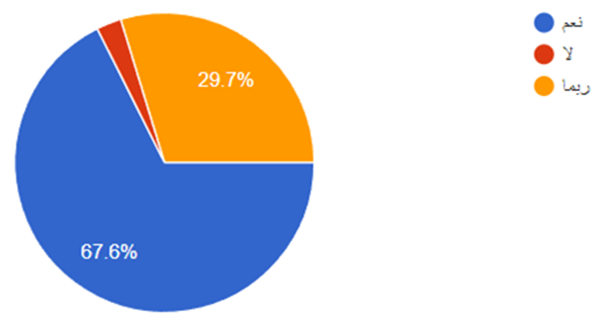 نعم
لا
ربما
29.7%
67.6%